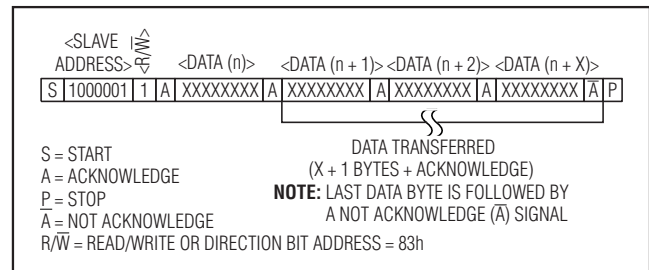 <SLAVE
ADDRESS>
<R/W̅>
<DATA (n)>
<DATA (n + 1)>
<DATA (n + 2)>
<DATA (n + X)>
S 1000001 1 A XXXXXXXX A XXXXXXXX A XXXXXXXX A XXXXXXXX A̅ P
DATA TRANSFERRED
(X + 1 BYTES + ACKNOWLEDGE)
NOTE: LAST DATA BYTE IS FOLLOWED BY
A NOT ACKNOWLEDGE (A̅) SIGNAL
S = START
A = ACKNOWLEDGE
P = STOP
A̅ = NOT ACKNOWLEDGE
R/W̅ = READ/WRITE OR DIRECTION BIT ADDRESS = 83h